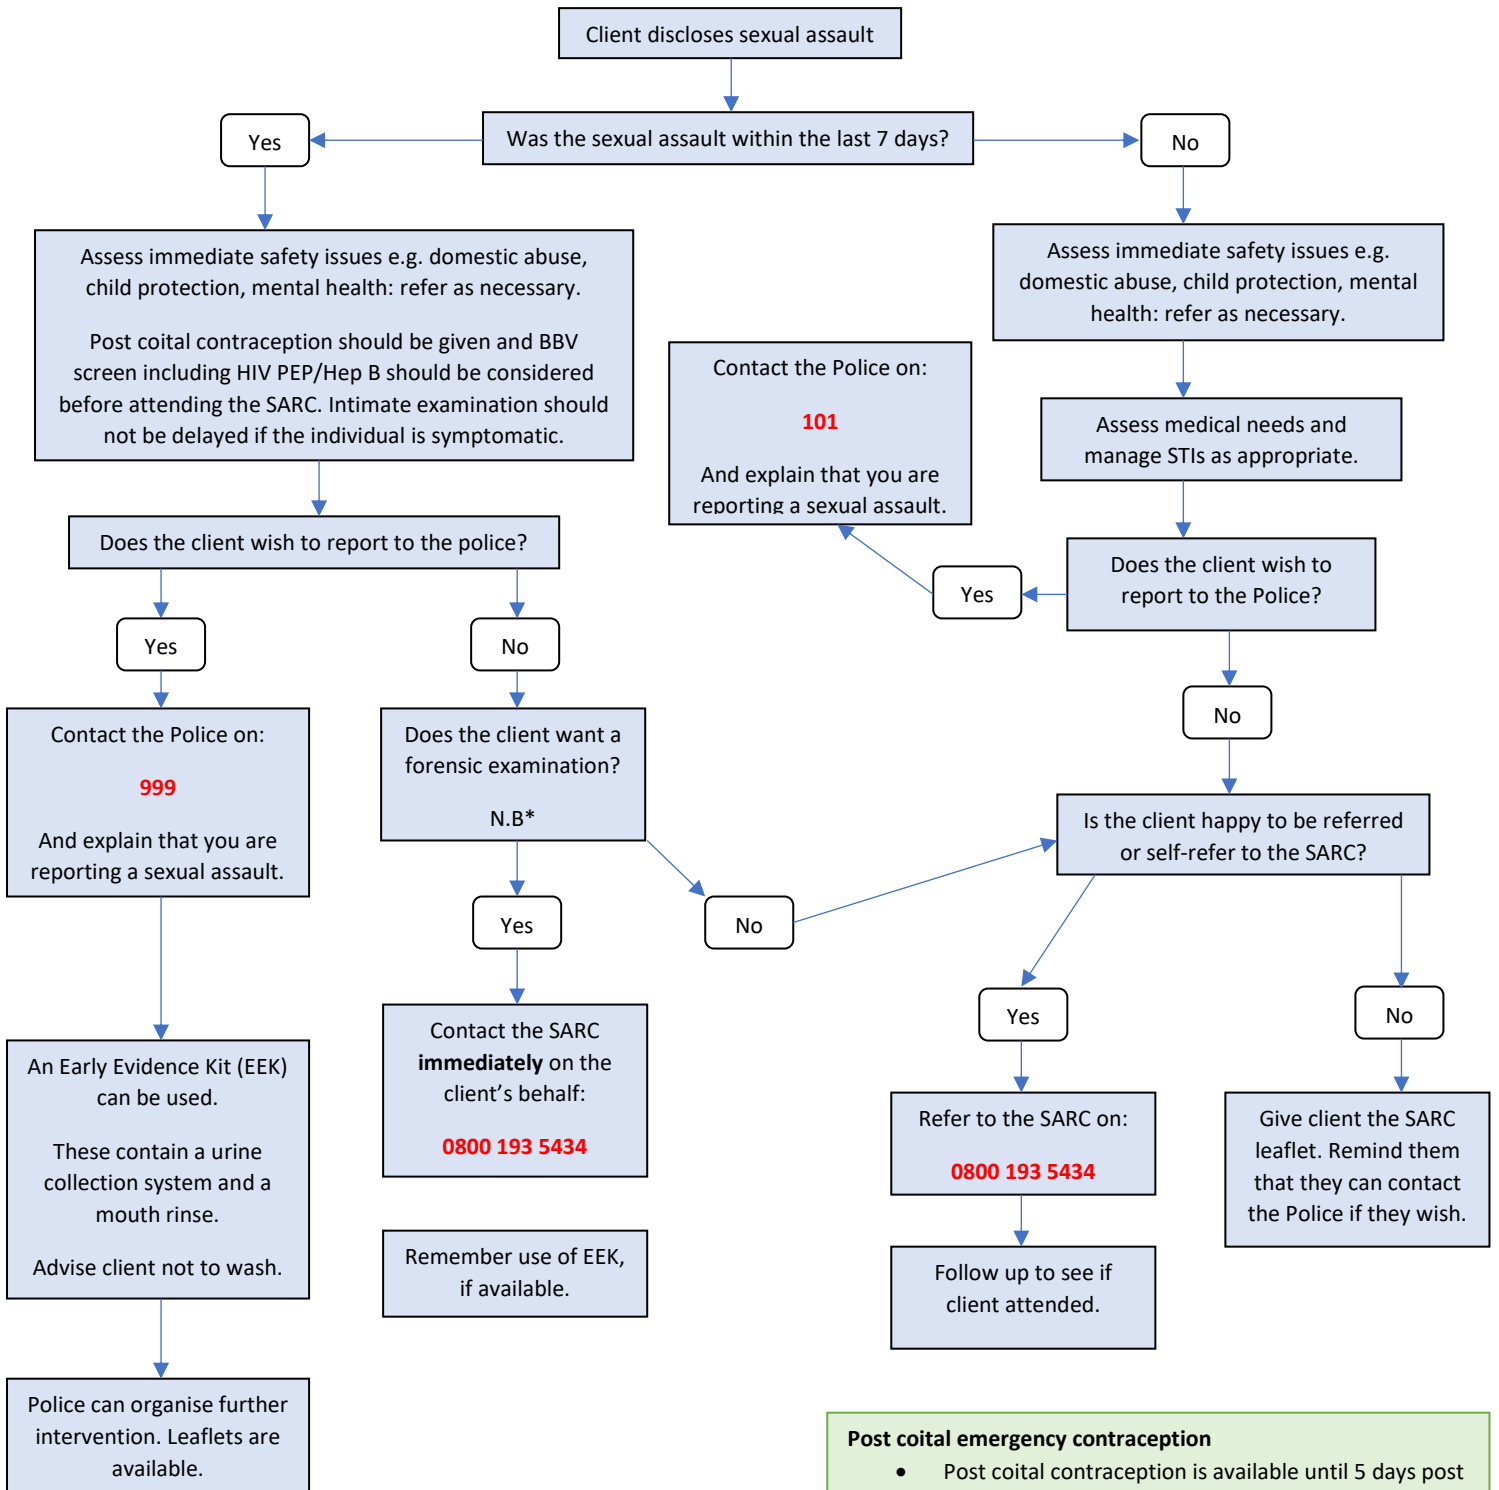 Client discloses sexual assault
Was the sexual assault within the last 7 days?
Yes
No
Assess immediate safety issues e.g. domestic abuse,
child protection, mental health: refer as necessary.
Post coital contraception should be given and BBV
screen including HIV PEP/Hep B should be considered
before attending the SARC. Intimate examination should
not be delayed if the individual is symptomatic.
Does the client wish to report to the police?
Yes
No
Contact the Police on:
999
And explain that you are
reporting a sexual assault.
An Early Evidence Kit (EEK)
can be used.
These contain a urine
collection system and a
mouth rinse.
Advise client not to wash.
Police can organise further
intervention. Leaflets are
available.
Does the client want a
forensic examination?
N.B*
Yes
No
Contact the SARC
immediately on the
client’s behalf:
0800 193 5434
Remember use of EEK,
if available.
Assess immediate safety issues e.g.
domestic abuse, child protection, mental
health: refer as necessary.
Assess medical needs and
manage STIs as appropriate.
Does the client wish to
report to the Police?
Yes
Contact the Police on:
101
And explain that you are
reporting a sexual assault.
No
Is the client happy to be referred
or self-refer to the SARC?
Yes
No
Refer to the SARC on:
0800 193 5434
Follow up to see if
client attended.
Give client the SARC
leaflet. Remind them
that they can contact
the Police if they wish.
Post coital emergency contraception
• Post coital contraception is available until 5 days post